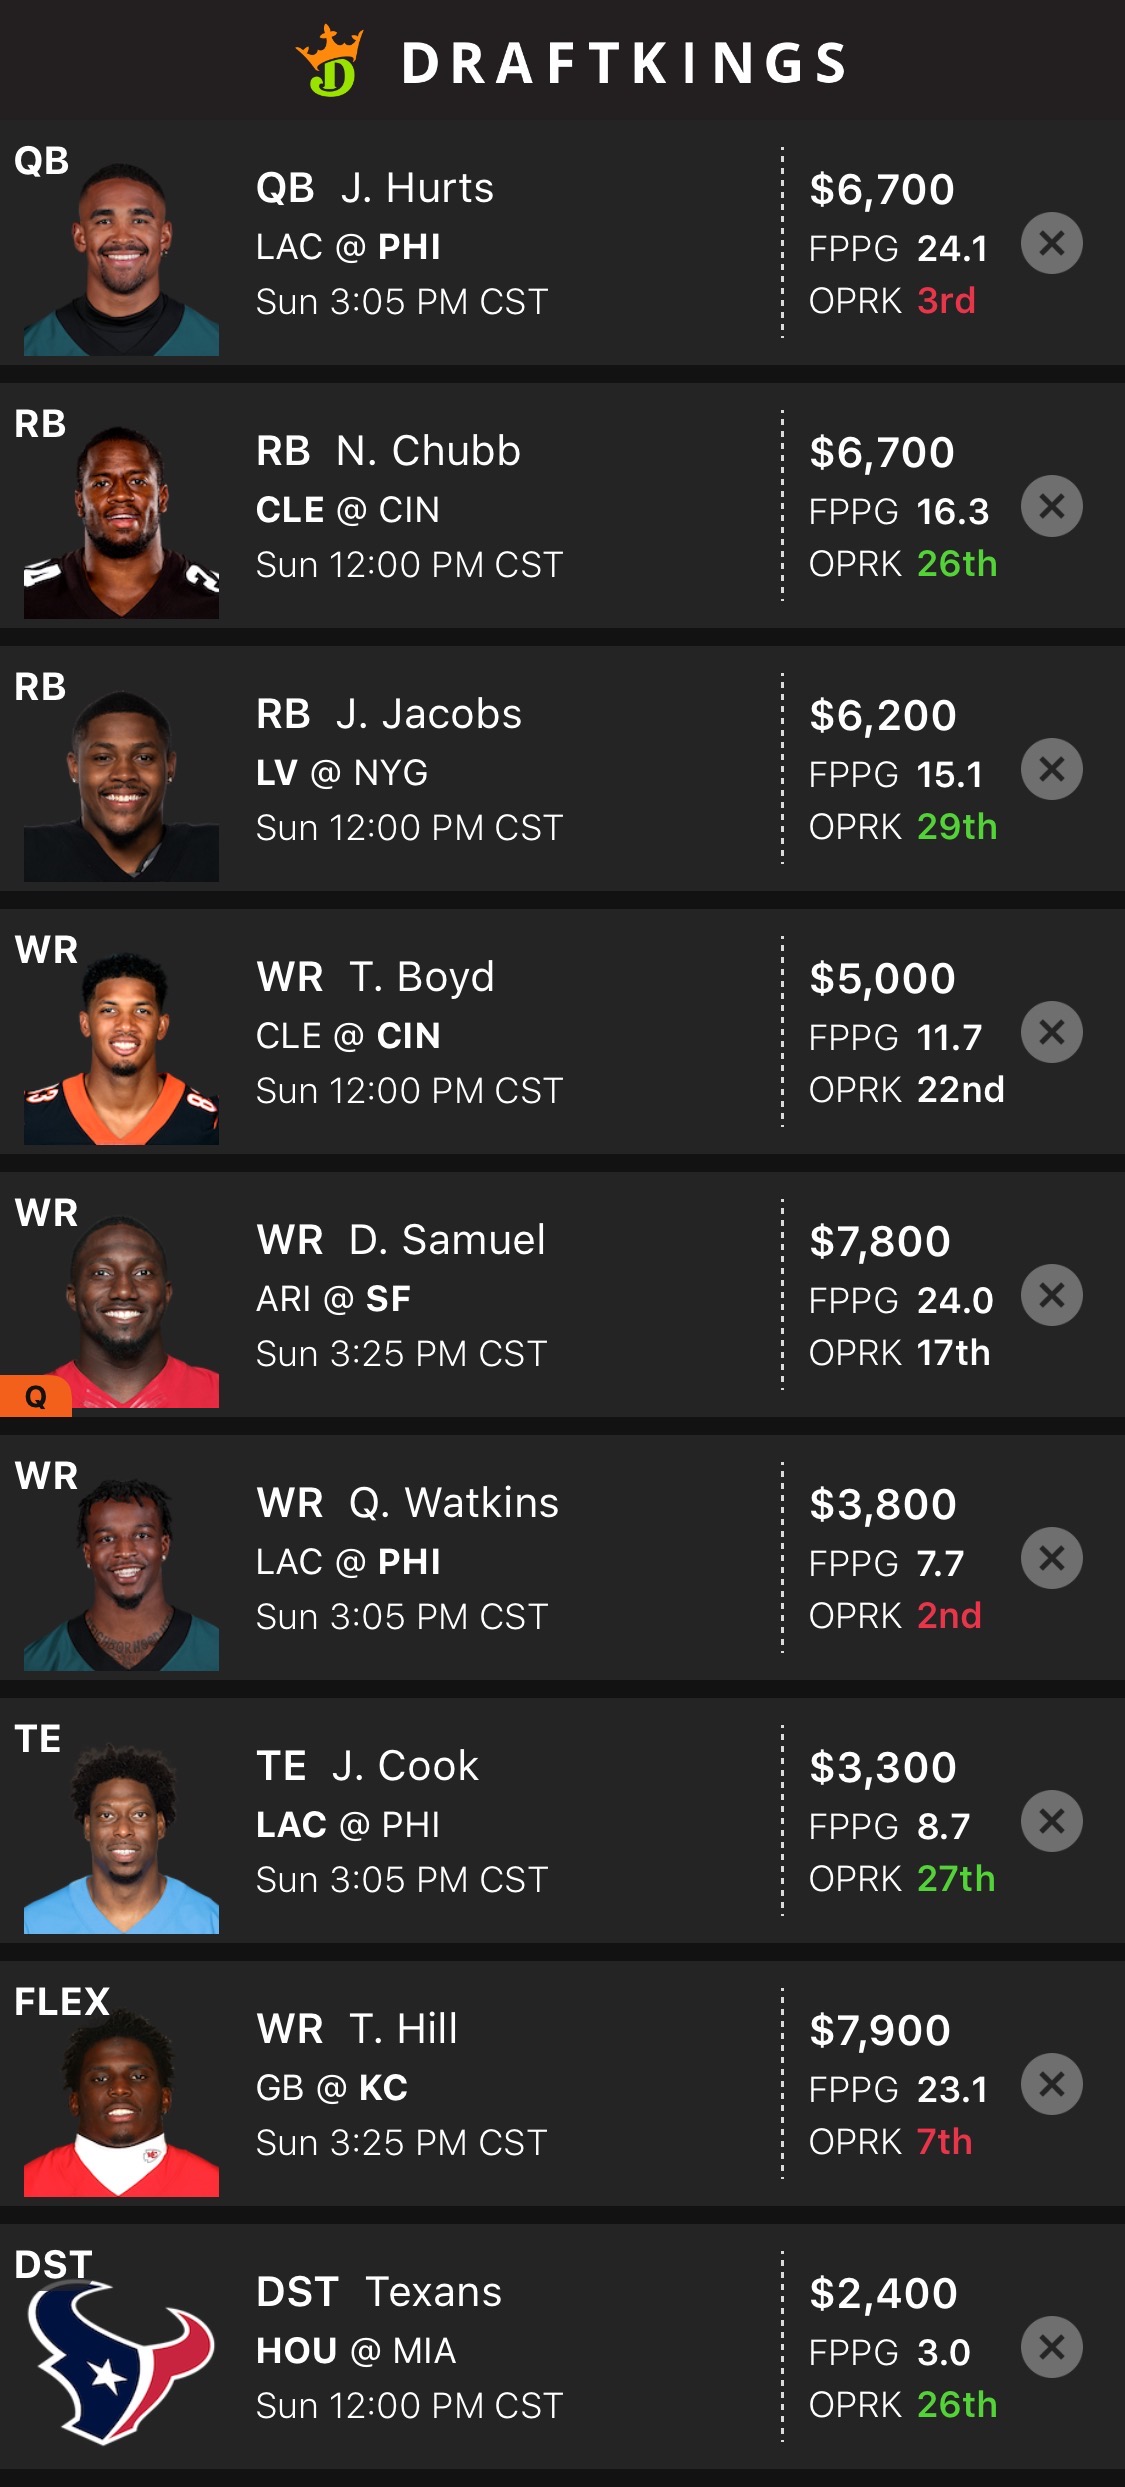 DRAFTKINGS
QB
QB J. Hurts
LAC @ PHI
Sun 3:05 PM CST
$6,700
FPPG 24.1
OPRK 3rd
RB
RB N. Chubb
CLE @ CIN
Sun 12:00 PM CST
$6,700
FPPG 16.3
OPRK 26th
RB
RB J. Jacobs
LV @ NYG
Sun 12:00 PM CST
$6,200
FPPG 15.1
OPRK 29th
WR
WR T. Boyd
CLE @ CIN
Sun 12:00 PM CST
$5,000
FPPG 11.7
OPRK 22nd
WR
Q
WR D. Samuel
ARI @ SF
Sun 3:25 PM CST
$7,800
FPPG 24.0
OPRK 17th
WR
WR Q. Watkins
LAC @ PHI
Sun 3:05 PM CST
$3,800
FPPG 7.7
OPRK 2nd
TE
TE J. Cook
LAC @ PHI
Sun 3:05 PM CST
$3,300
FPPG 8.7
OPRK 27th
FLEX
WR T. Hill
GB @ KC
Sun 3:25 PM CST
$7,900
FPPG 23.1
OPRK 7th
DST
DST Texans
HOU @ MIA
Sun 12:00 PM CST
$2,400
FPPG 3.0
OPRK 26th